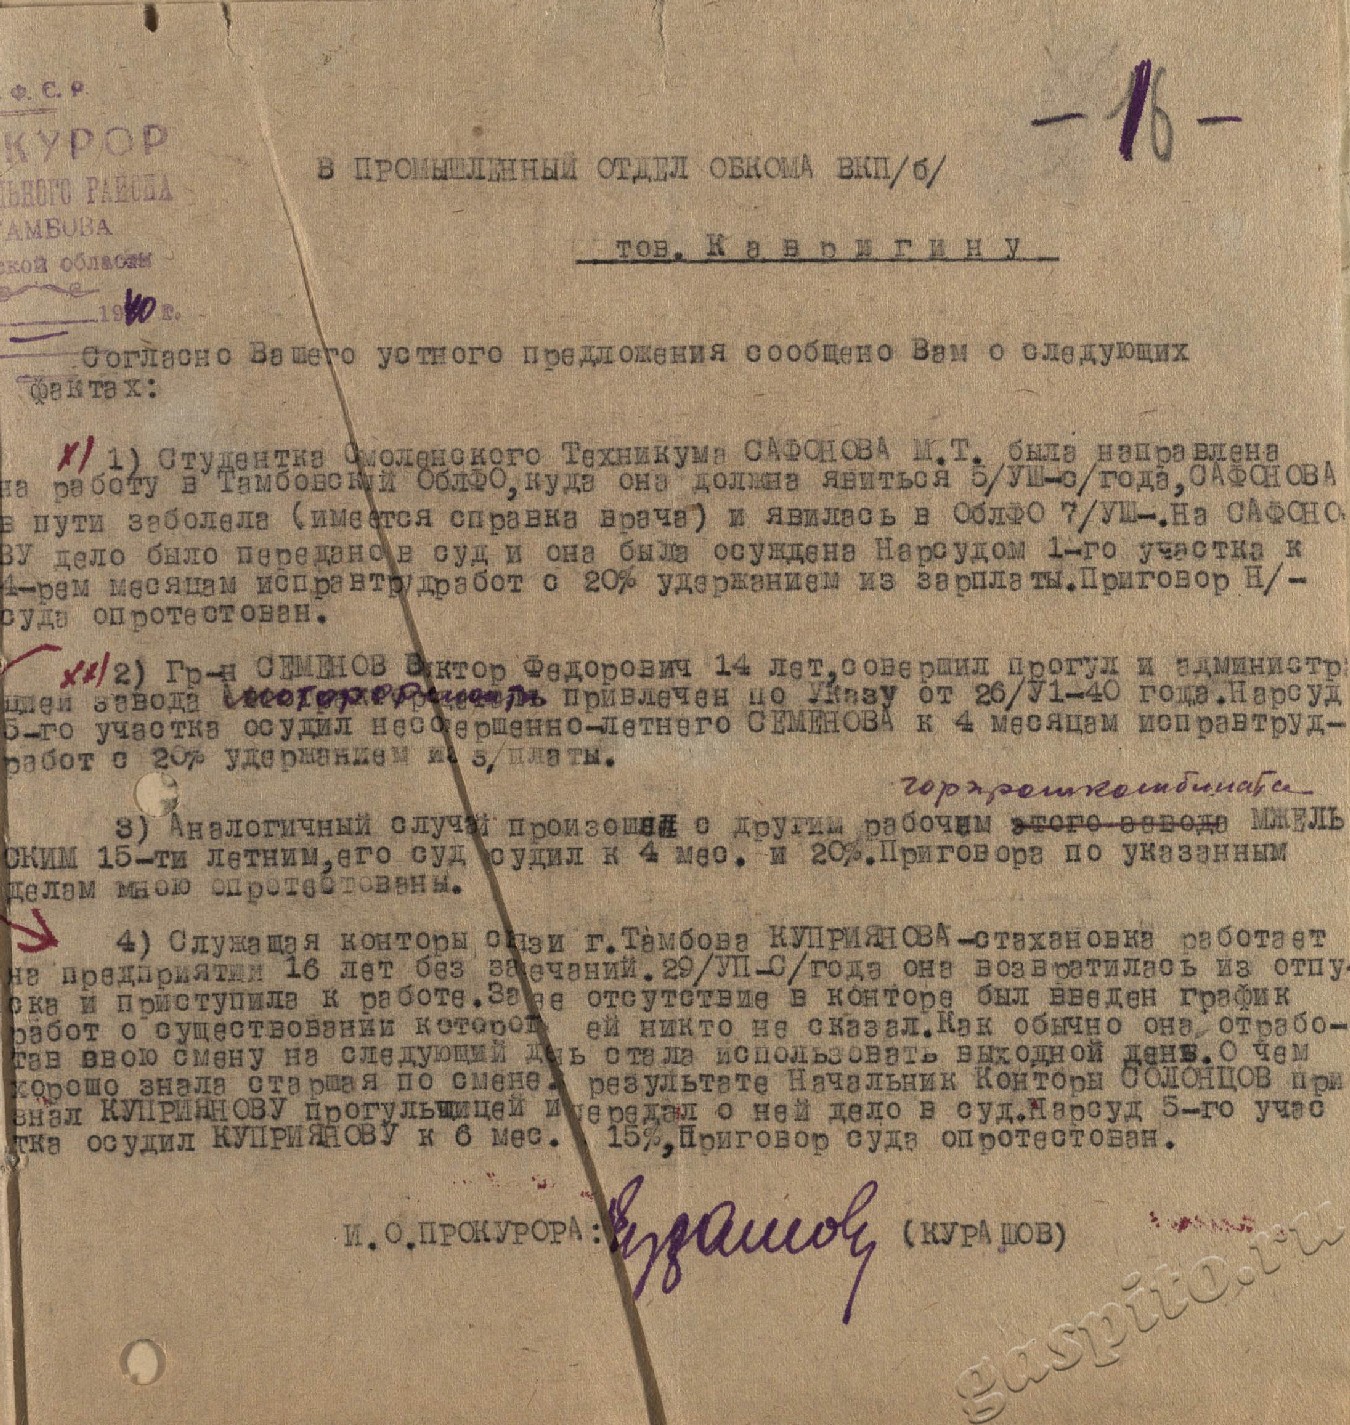 Ф. С. Р.
КУРОР
ЛЬНОГО РАЙОНА
ТАМБОВА
ской области
1940 г.
- 16 -
В ПРОМЫШЛЕННЫЙ ОТДЕЛ ОБКОМА ВКП/б/
тов. К а в р и г и н у
Согласно Вашего устного предложения сообщено Вам о следующих
фактах:
х/ 1) Студентка Смоленского Техникума САФОНОВА М.Т. была направлена
на работу в Тамбовский ОблФО, куда она должна явиться 5/УШ-с/года, САФОНОВА
в пути заболела (имеется справка врача) и явилась в ОблФО 7/УШ-. На САФОНО-
ВУ дело было передано в суд и она была осуждена Нарсудом 1-го участка к
4-рем месяцам исправтрудработ с 20% удержанием из зарплаты. Приговор Н/-
суда опротестован.
хх/ 2) Гр-н СЕМЕНОВ Виктор Федорович 14 лет, совершил прогул и администра
цией завода привлечен по Указу от 26/У1-40 года. Нарсуд
5-го участка осудил несовершенно-летнего СЕМЕНОВА к 4 месяцам исправтруд-
работ с 20% удержанием из з/платы.
горпромкомбината
3) Аналогичный случай произошел с другим рабочим этого завода МЖЕЛЬ
СКИМ 15-ти летним, его суд судил к 4 мес. и 20%. Приговора по указанным
делам мною опротестованы.
4) Служащая конторы связи г. Тамбова КУПРИЯНОВА-стахановка работает
на предприятии 16 лет без замечаний. 29/УП-С/года она возвратилась из отпу-
ска и приступила к работе. За ее отсутствие в конторе был введен график
работ о существовании которого ей никто не сказал. Как обычно она отрабо-
тав свою смену на следующий день стала использовать выходной день. О чем
хорошо знала старшая по смене. результате Начальник Конторы СОЛОНЦОВ при
знал КУПРИЯНОВУ прогульщицей и передал о ней дело в суд. Нарсуд 5-го учас
тка осудил КУПРИЯНОВУ к 6 мес. 15%, Приговор суда опротестован.
И.О.ПРОКУРОРА: Курашов (КУРАШОВ)
gaspito.ru